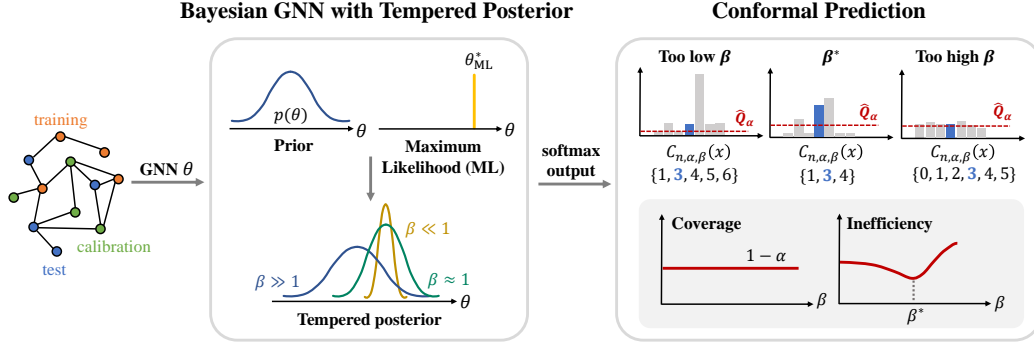 Bayesian GNN with Tempered Posterior
Conformal Prediction
training
calibration
test
GNN θ
p(θ)
θ
Prior
θ*ML
θ
Maximum
Likelihood (ML)
β ≪ 1
β ≫ 1
β ≈ 1
θ
Tempered posterior
softmax
output
Too low β
Q̂α
Cn,α,β(x)
{1, 3, 4, 5, 6}
β*
Q̂α
Cn,α,β(x)
{1, 3, 4}
Too high β
Q̂α
Cn,α,β(x)
{0, 1, 2, 3, 4, 5}
Coverage
1 − α
β
Inefficiency
β*
β